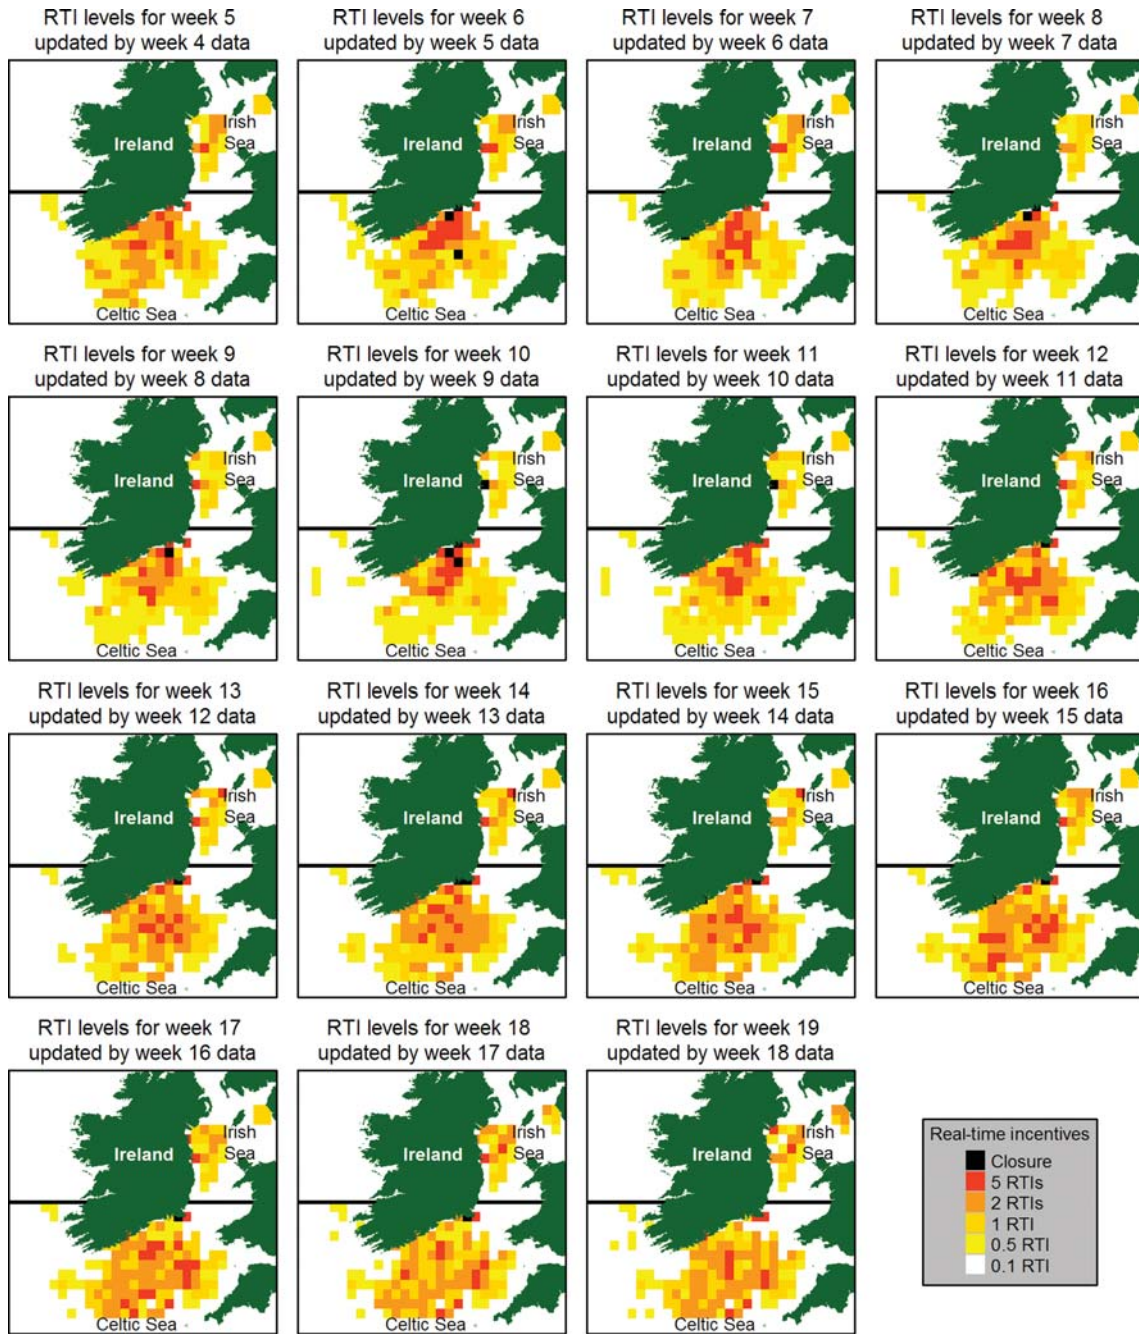 RTI levels for week 5
updated by week 4 data
RTI levels for week 6
updated by week 5 data
RTI levels for week 7
updated by week 6 data
RTI levels for week 8
updated by week 7 data
Ireland
Irish
Sea
Celtic Sea
Ireland
Irish
Sea
Celtic Sea
Ireland
Irish
Sea
Celtic Sea
Ireland
Irish
Sea
Celtic Sea
RTI levels for week 9
updated by week 8 data
RTI levels for week 10
updated by week 9 data
RTI levels for week 11
updated by week 10 data
RTI levels for week 12
updated by week 11 data
Ireland
Irish
Sea
Celtic Sea
Ireland
Irish
Sea
Celtic Sea
Ireland
Irish
Sea
Celtic Sea
Ireland
Irish
Sea
Celtic Sea
RTI levels for week 13
updated by week 12 data
RTI levels for week 14
updated by week 13 data
RTI levels for week 15
updated by week 14 data
RTI levels for week 16
updated by week 15 data
Ireland
Irish
Sea
Celtic Sea
Ireland
Irish
Sea
Celtic Sea
Ireland
Irish
Sea
Celtic Sea
Ireland
Irish
Sea
Celtic Sea
RTI levels for week 17
updated by week 16 data
RTI levels for week 18
updated by week 17 data
RTI levels for week 19
updated by week 18 data
Ireland
Irish
Sea
Celtic Sea
Ireland
Irish
Sea
Celtic Sea
Ireland
Irish
Sea
Celtic Sea
Real-time incentives
Closure
5 RTIs
2 RTIs
1 RTI
0.5 RTI
0.1 RTI